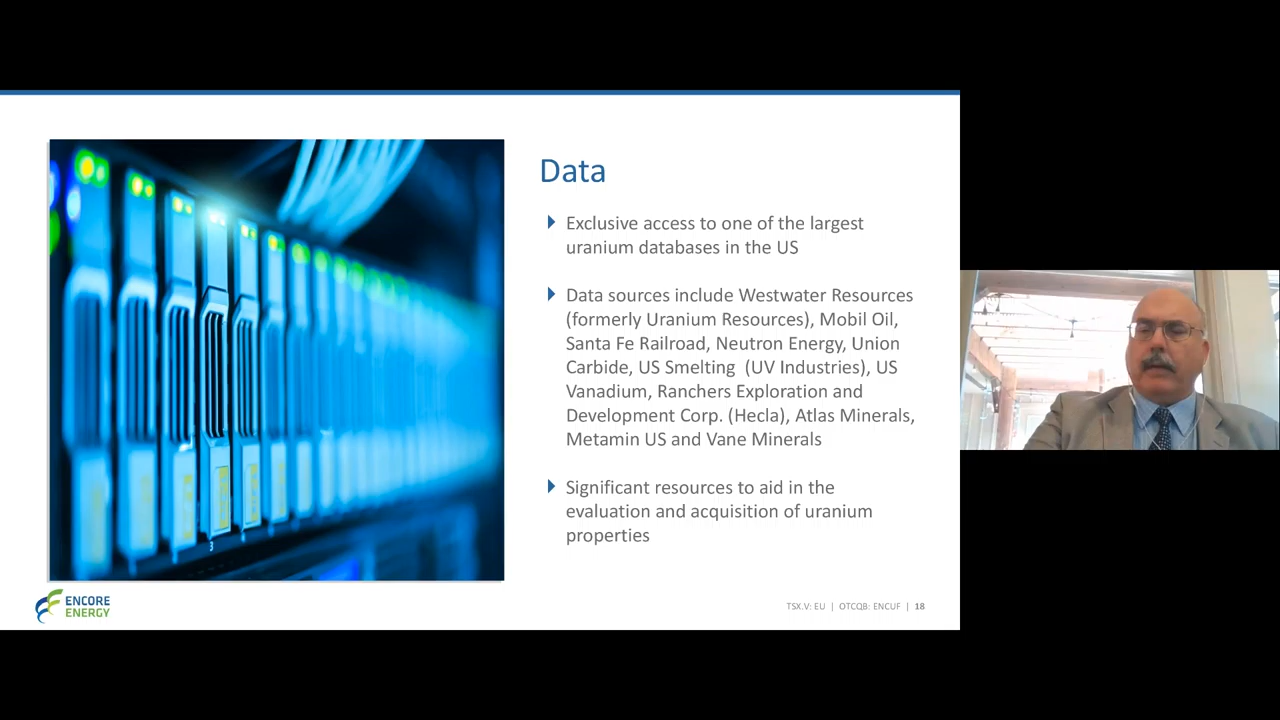 Data
Exclusive access to one of the largest
uranium databases in the US
Data sources include Westwater Resources
(formerly Uranium Resources), Mobil Oil,
Santa Fe Railroad, Neutron Energy, Union
Carbide, US Smelting (UV Industries), US
Vanadium, Ranchers Exploration and
Development Corp. (Hecla), Atlas Minerals,
Metamin US and Vane Minerals
Significant resources to aid in the
evaluation and acquisition of uranium
properties
3
ENCORE
ENERGY
TSX.V: EU | OTCQB: ENCUF | 18